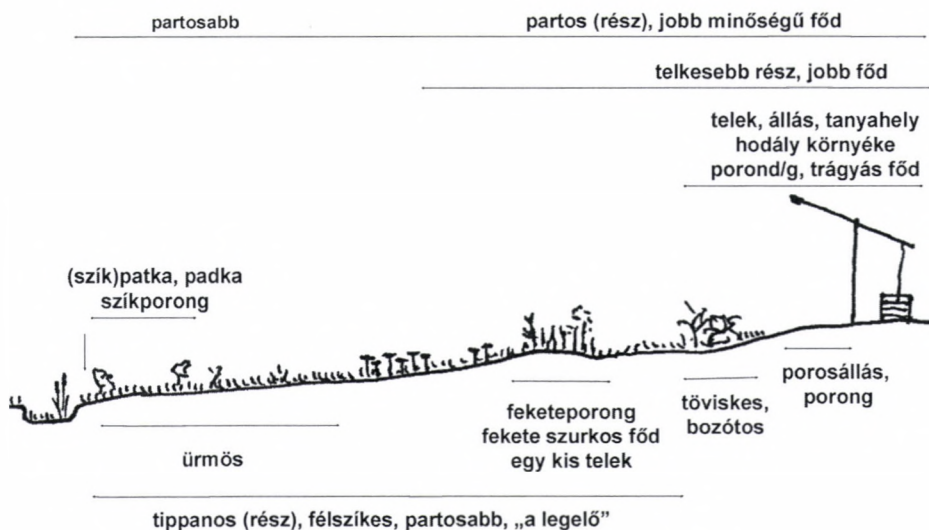 partosabb
partos (rész), jobb minőségű főd
telkesebb rész, jobb főd
telek, állás, tanyahely
hodály környéke
porond/g, trágyás főd
(szík)patka, padka
szíkporong
feketeporong
fekete szurkos főd
egy kis telek
töviskes,
bozótos
porosállás,
porong
ürmös
tippanos (rész), félszíkes, partosabb, „a legelő”